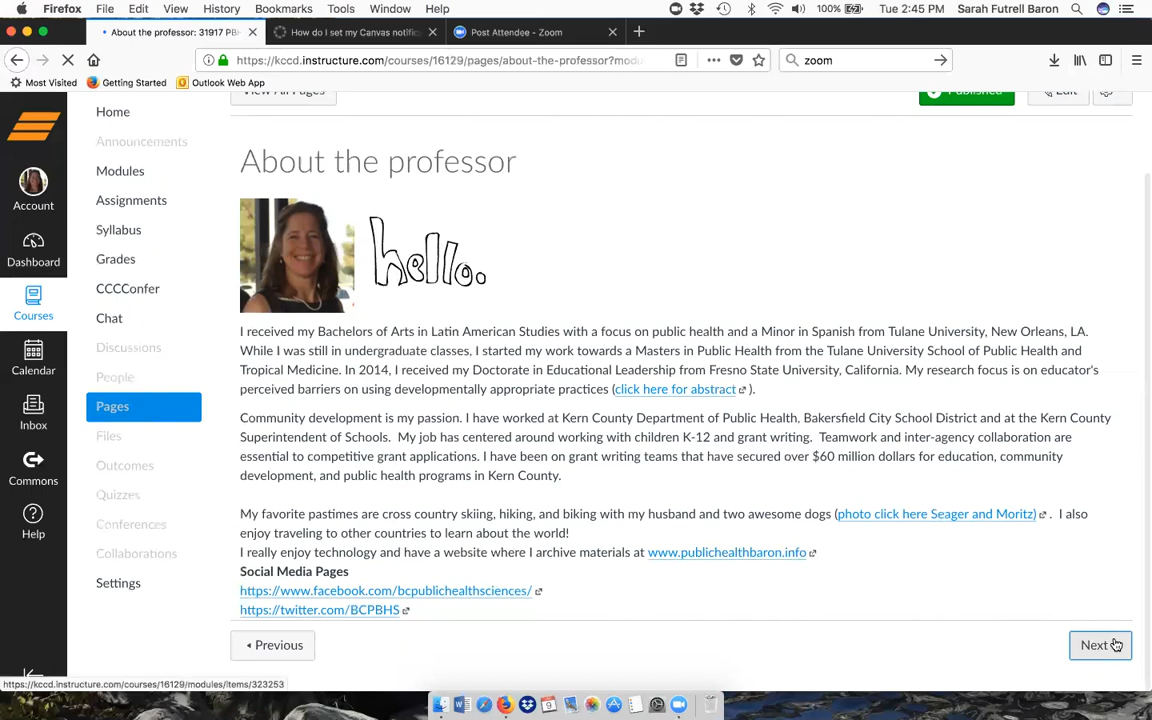 Firefox File Edit View History Bookmarks Tools Window Help 100% Tue 2:45 PM Sarah Futrell Baron
About the professor: 31917 PBH How do I set my Canvas notific Post Attendee - Zoom
https://kccd.instructure.com/courses/16129/pages/about-the-professor?modu zoom
Most Visited Getting Started Outlook Web App
View All Pages Published Edit
Home
Announcements
Modules
Assignments
Syllabus
Grades
CCCConfer
Chat
Discussions
People
Pages
Files
Outcomes
Quizzes
Conferences
Collaborations
Settings
Account
Dashboard
Courses
Calendar
Inbox
Commons
Help
About the professor
hello.
I received my Bachelors of Arts in Latin American Studies with a focus on public health and a Minor in Spanish from Tulane University, New Orleans, LA.
While I was still in undergraduate classes, I started my work towards a Masters in Public Health from the Tulane University School of Public Health and
Tropical Medicine. In 2014, I received my Doctorate in Educational Leadership from Fresno State University, California. My research focus is on educator's
perceived barriers on using developmentally appropriate practices (click here for abstract ).
Community development is my passion. I have worked at Kern County Department of Public Health, Bakersfield City School District and at the Kern County
Superintendent of Schools. My job has centered around working with children K-12 and grant writing. Teamwork and inter-agency collaboration are
essential to competitive grant applications. I have been on grant writing teams that have secured over $60 million dollars for education, community
development, and public health programs in Kern County.
My favorite pastimes are cross country skiing, hiking, and biking with my husband and two awesome dogs (photo click here Seager and Moritz) . I also
enjoy traveling to other countries to learn about the world!
I really enjoy technology and have a website where I archive materials at www.publichealthbaron.info
Social Media Pages
https://www.facebook.com/bcpublichealthsciences/
https://twitter.com/BCPBHS
Previous Next
https://kccd.instructure.com/courses/16129/modules/items/323253